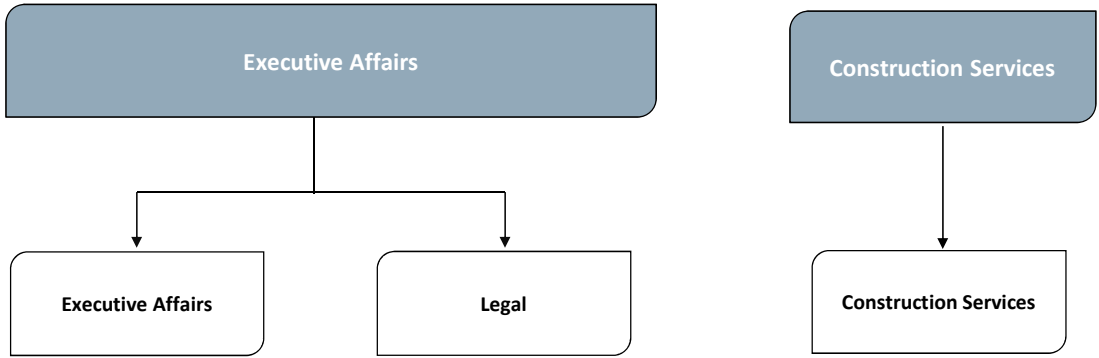 Executive Affairs
Construction Services
Executive Affairs
Legal
Construction Services